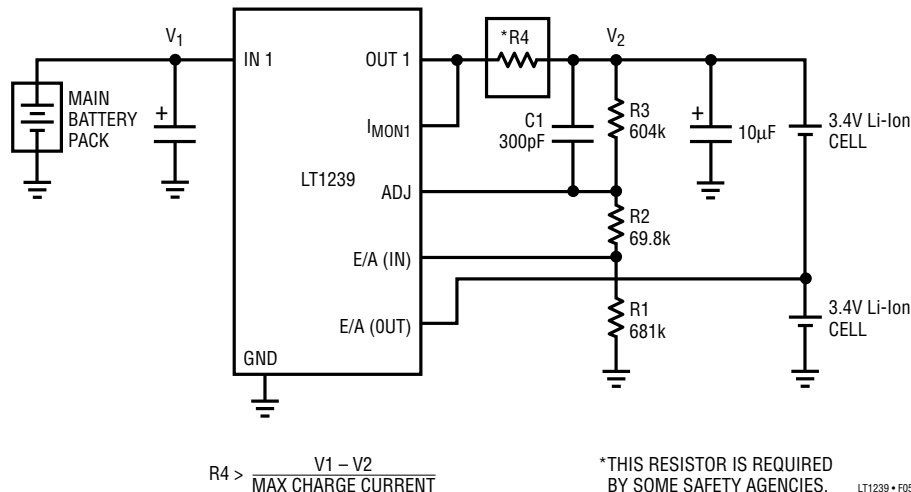 V1
V2
*R4
IN 1
OUT 1
MAIN
BATTERY
PACK
+
IMON1
C1
300pF
R3
604k
+
10µF
3.4V Li-Ion
CELL
LT1239
ADJ
R2
69.8k
E/A (IN)
E/A (OUT)
R1
681k
3.4V Li-Ion
CELL
GND
R4 > V1 – V2
MAX CHARGE CURRENT
*THIS RESISTOR IS REQUIRED
BY SOME SAFETY AGENCIES.
LT1239 • F05